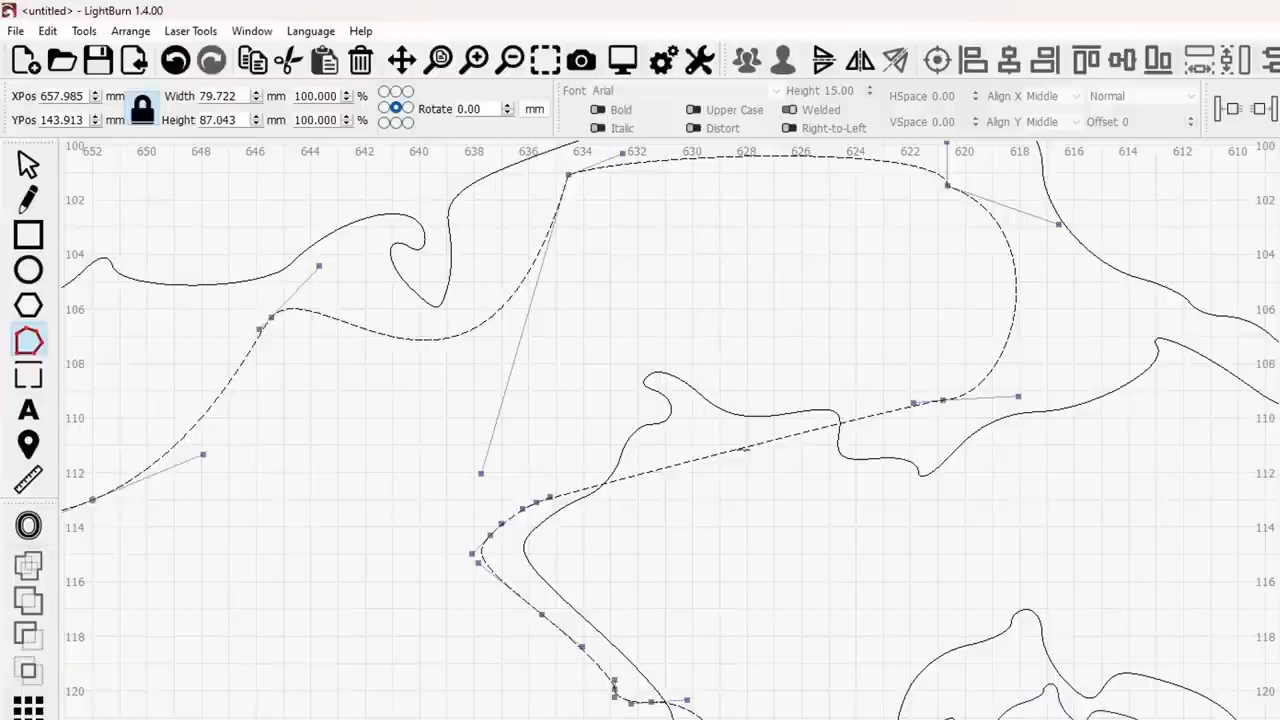 <untitled> - LightBurn 1.4.00
File Edit Tools Arrange Laser Tools Window Language Help
XPos 657.985 mm Width 79.722 mm 100.000 % Rotate 0.00 mm Font Arial Height 15.00 HSpace 0.00 Align X Middle Normal
YPos 143.913 mm Height 87.043 mm 100.000 % Bold Upper Case Welded VSpace 0.00 Align Y Middle Offset 0
Italic Distort Right-to-Left
100 652 650 648 646 644 642 640 638 636 634 632 630 628 626 624 622 620 618 616 614 612 610 100
102 102
104 104
106 106
108 108
110 110
112 112
114 114
116 116
118 118
120 120
A